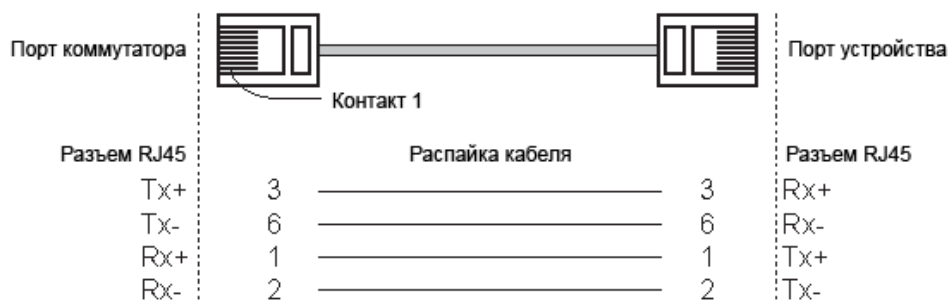 Порт коммутатора Порт устройства
Контакт 1
Разъем RJ45 Распайка кабеля Разъем RJ45
Tx+ 3 3 Rx+
Tx- 6 6 Rx-
Rx+ 1 1 Tx+
Rx- 2 2 Tx-